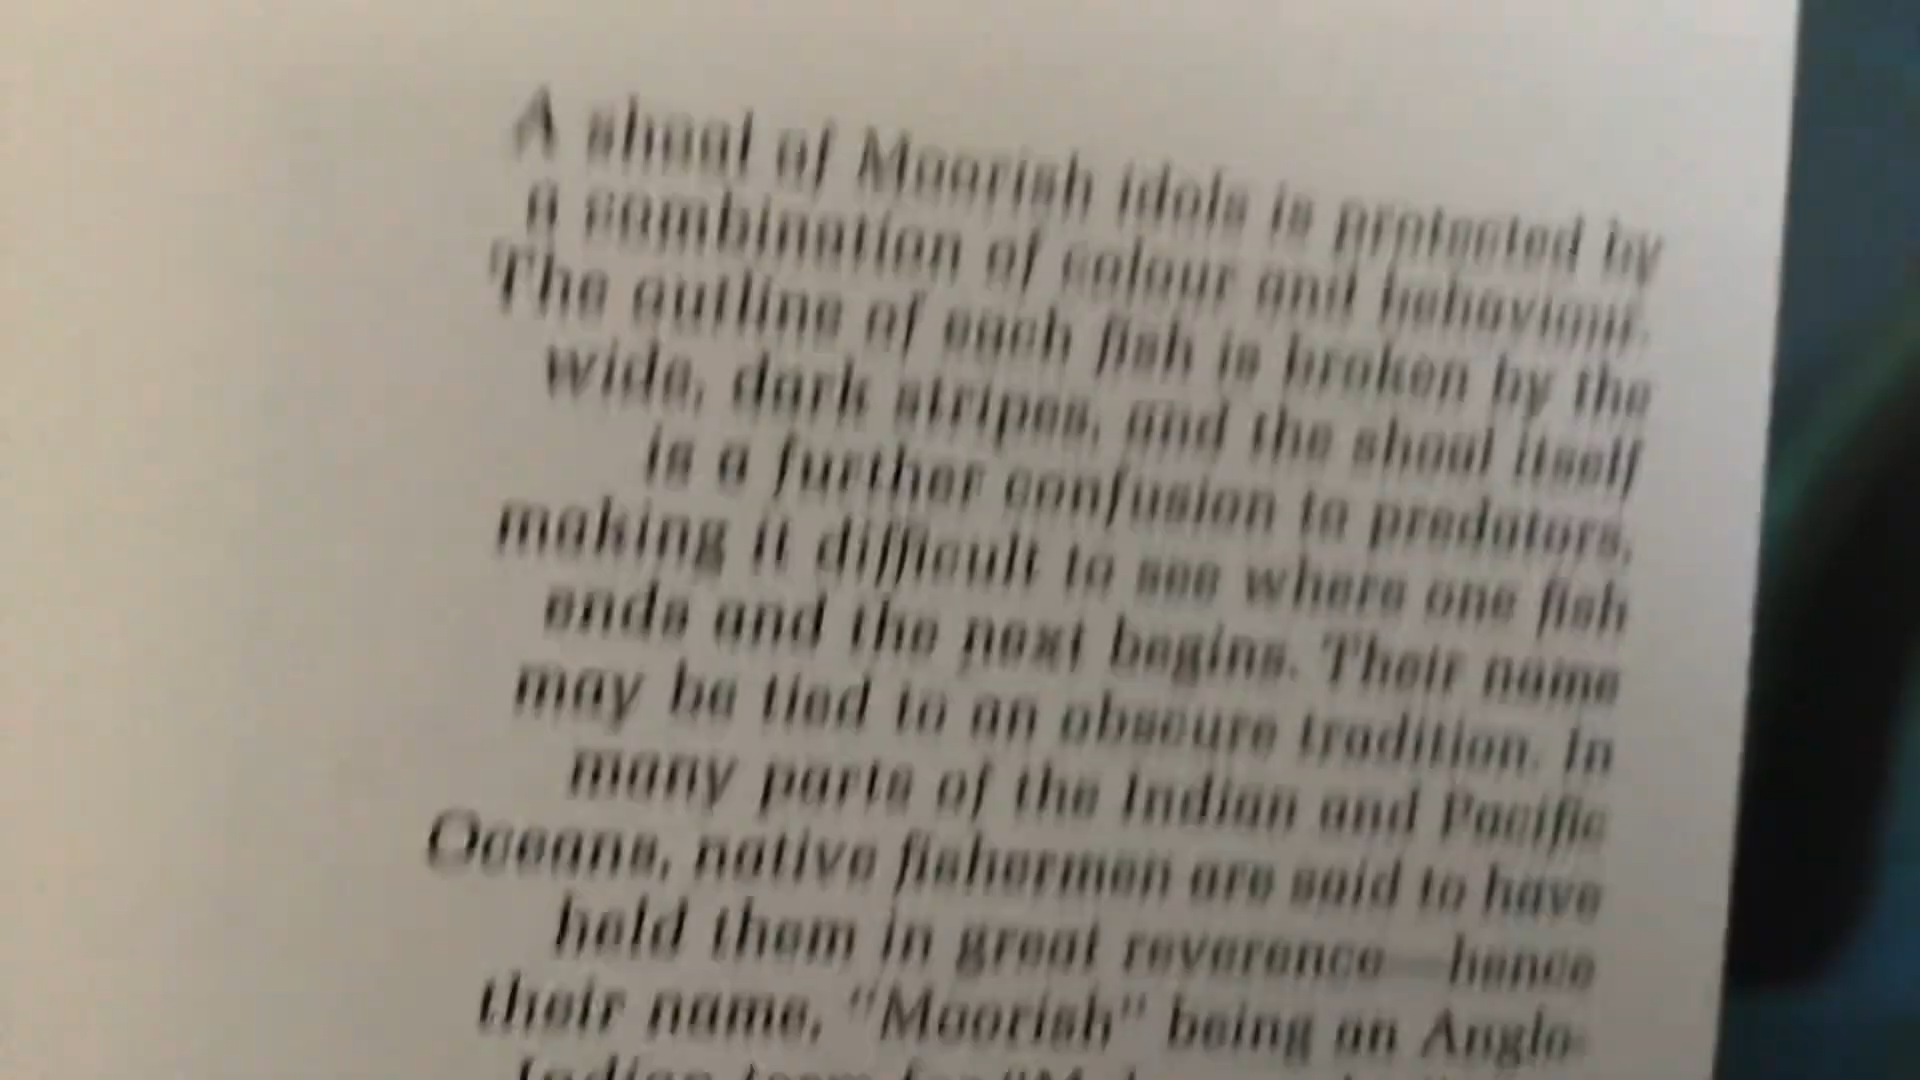 A shoal of Moorish idols is protected by
a combination of colour and behaviour.
The outline of each fish is broken by the
wide, dark stripes, and the shoal itself
is a further confusion to predators,
making it difficult to see where one fish
ends and the next begins. Their name
may be tied to an obscure tradition. In
many parts of the Indian and Pacific
Oceans, native fishermen are said to have
held them in great reverence—hence
their name, "Moorish" being an Anglo-
Indian term for